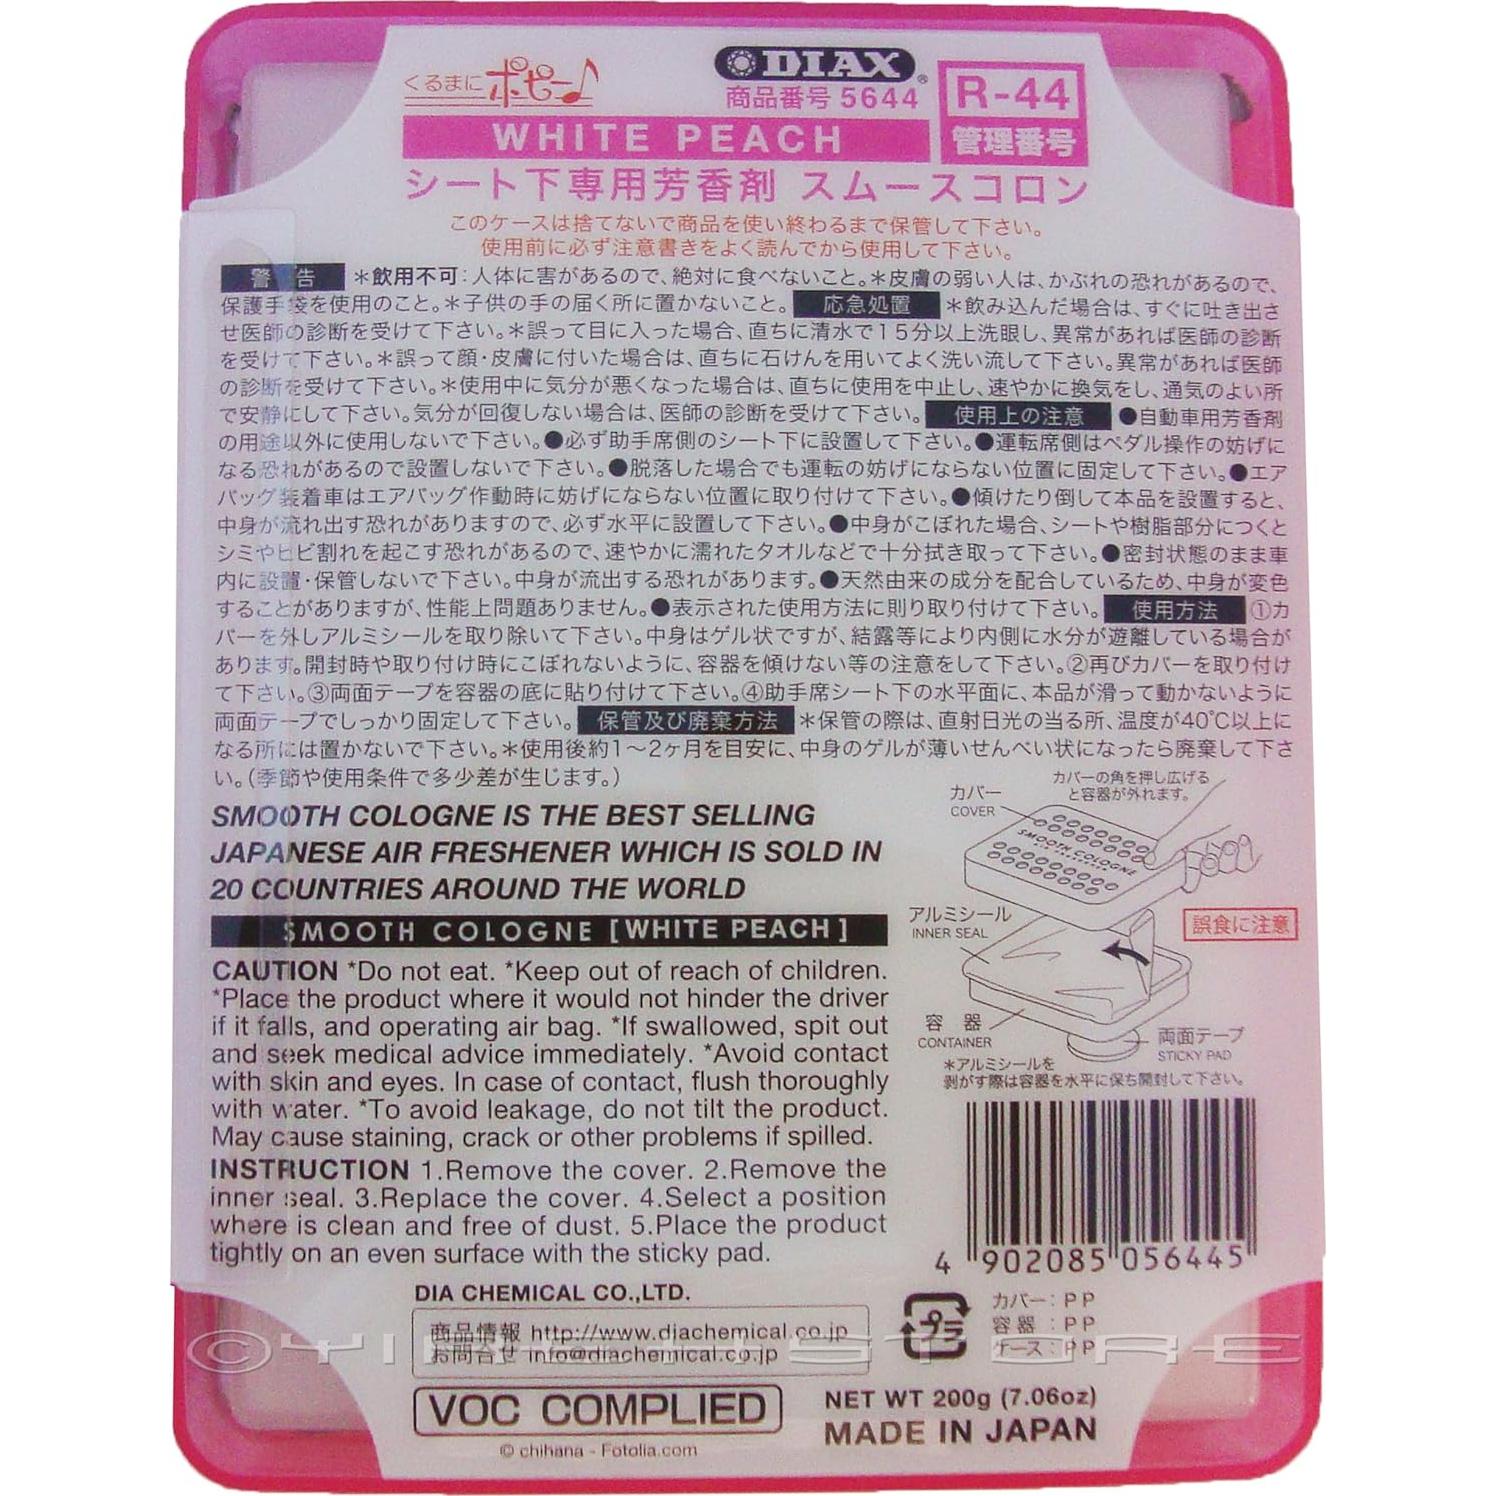 くるまにポピー♪
DIAX®
商品番号 5644
R-44
管理番号
WHITE PEACH
シート下専用芳香剤 スムースコロン
このケースは捨てないで商品を使い終わるまで保管して下さい。
使用前に必ず注意書きをよく読んでから使用して下さい。
警 告 ＊飲用不可：人体に害があるので、絶対に食べないこと。＊皮膚の弱い人は、かぶれの恐れがあるので、
保護手袋を使用のこと。＊子供の手の届く所に置かないこと。 応急処置 ＊飲み込んだ場合は、すぐに吐き出さ
せ医師の診断を受けて下さい。＊誤って目に入った場合、直ちに清水で15分以上洗眼し、異常があれば医師の診断
を受けて下さい。＊誤って顔・皮膚に付いた場合は、直ちに石けんを用いてよく洗い流して下さい。異常があれば医師
の診断を受けて下さい。＊使用中に気分が悪くなった場合は、直ちに使用を中止し、速やかに換気をし、通気のよい所
で安静にして下さい。気分が回復しない場合は、医師の診断を受けて下さい。 使用上の注意 ●自動車用芳香剤
の用途以外に使用しないで下さい。●必ず助手席側のシート下に設置して下さい。●運転席側はペダル操作の妨げに
なる恐れがあるので設置しないで下さい。●脱落した場合でも運転の妨げにならない位置に固定して下さい。●エア
バッグ装着車はエアバッグ作動時に妨げにならない位置に取り付けて下さい。●傾けたり倒して本品を設置すると、
中身が流れ出す恐れがありますので、必ず水平に設置して下さい。●中身がこぼれた場合、シートや樹脂部分につくと
シミやヒビ割れを起こす恐れがあるので、速やかに濡れたタオルなどで十分拭き取って下さい。●密封状態のまま車
内に設置・保管しないで下さい。中身が流出する恐れがあります。●天然由来の成分を配合しているため、中身が変色
することがありますが、性能上問題ありません。●表示された使用方法に則り取り付けて下さい。 使用方法 ①カ
バーを外しアルミシールを取り除いて下さい。中身はゲル状ですが、結露等により内側に水分が遊離している場合が
あります。開封時や取り付け時にこぼれないように、容器を傾けない等の注意をして下さい。②再びカバーを取り付け
て下さい。③両面テープを容器の底に貼り付けて下さい。④助手席シート下の水平面に、本品が滑って動かないように
両面テープでしっかり固定して下さい。 保管及び廃棄方法 ＊保管の際は、直射日光の当る所、温度が40℃以上に
なる所には置かないで下さい。＊使用後約1〜2ヶ月を目安に、中身のゲルが薄いせんべい状になったら廃棄して下さ
い。（季節や使用条件で多少差が生じます。）
カバーの角を押し広げる
と容器が外れます。
カバー
COVER
SMOOTH COLOGNE
SMOOTH COLOGNE IS THE BEST SELLING
JAPANESE AIR FRESHENER WHICH IS SOLD IN
20 COUNTRIES AROUND THE WORLD
アルミシール
INNER SEAL
誤食に注意
容 器
CONTAINER
両面テープ
STICKY PAD
＊アルミシールを
剥がす際は容器を水平に保ち開封して下さい。
SMOOTH COLOGNE [WHITE PEACH]
CAUTION *Do not eat. *Keep out of reach of children.
*Place the product where it would not hinder the driver
if it falls, and operating air bag. *If swallowed, spit out
and seek medical advice immediately. *Avoid contact
with skin and eyes. In case of contact, flush thoroughly
with water. *To avoid leakage, do not tilt the product.
May cause staining, crack or other problems if spilled.
INSTRUCTION 1.Remove the cover. 2.Remove the
inner seal. 3.Replace the cover. 4.Select a position
where is clean and free of dust. 5.Place the product
tightly on an even surface with the sticky pad.
4 902085 056445
DIA CHEMICAL CO.,LTD.
商品情報 http://www.diachemical.co.jp
お問合せ info@diachemical.co.jp
プラ
カバー：PP
容器：PP
ケース：PP
STORE
VOC COMPLIED
© chihana - Fotolia.com
NET WT 200g (7.06oz)
MADE IN JAPAN